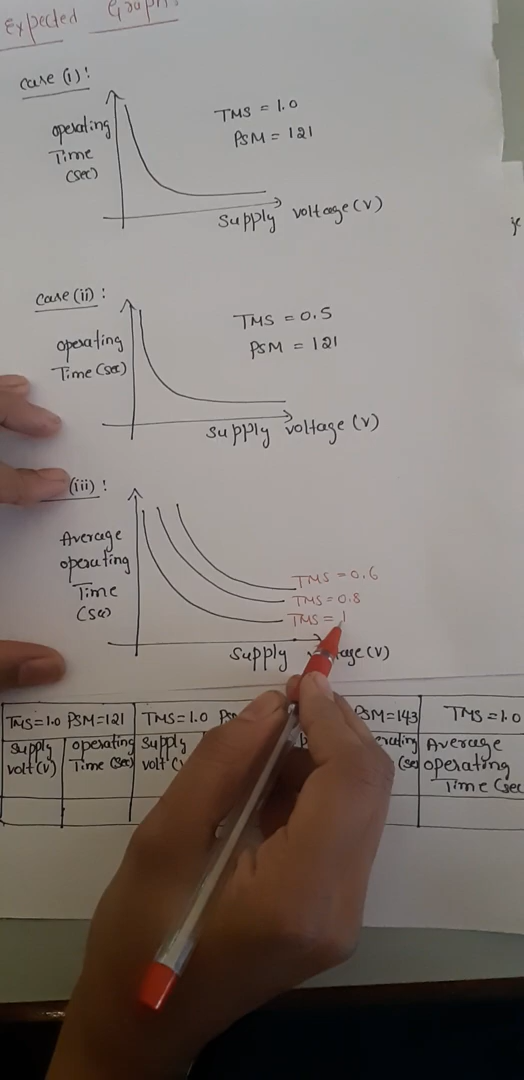 Expected Graphs
case (i) :
TMS = 1.0
PSM = 121
operating
Time
(sec)
supply voltage (v)
case (ii) :
TMS = 0.5
PSM = 121
operating
Time (sec)
supply voltage (v)
(iii) :
Average
operating
Time
(sec)
TMS = 0.6
TMS = 0.8
TMS = 1
supply (v)
TMS=1.0 PSM=121 TMS=1.0 PSM=143 TMS=1.0
supply operating supply Average
volt (v) Time (sec) volt (v) (sec operating
Time (sec